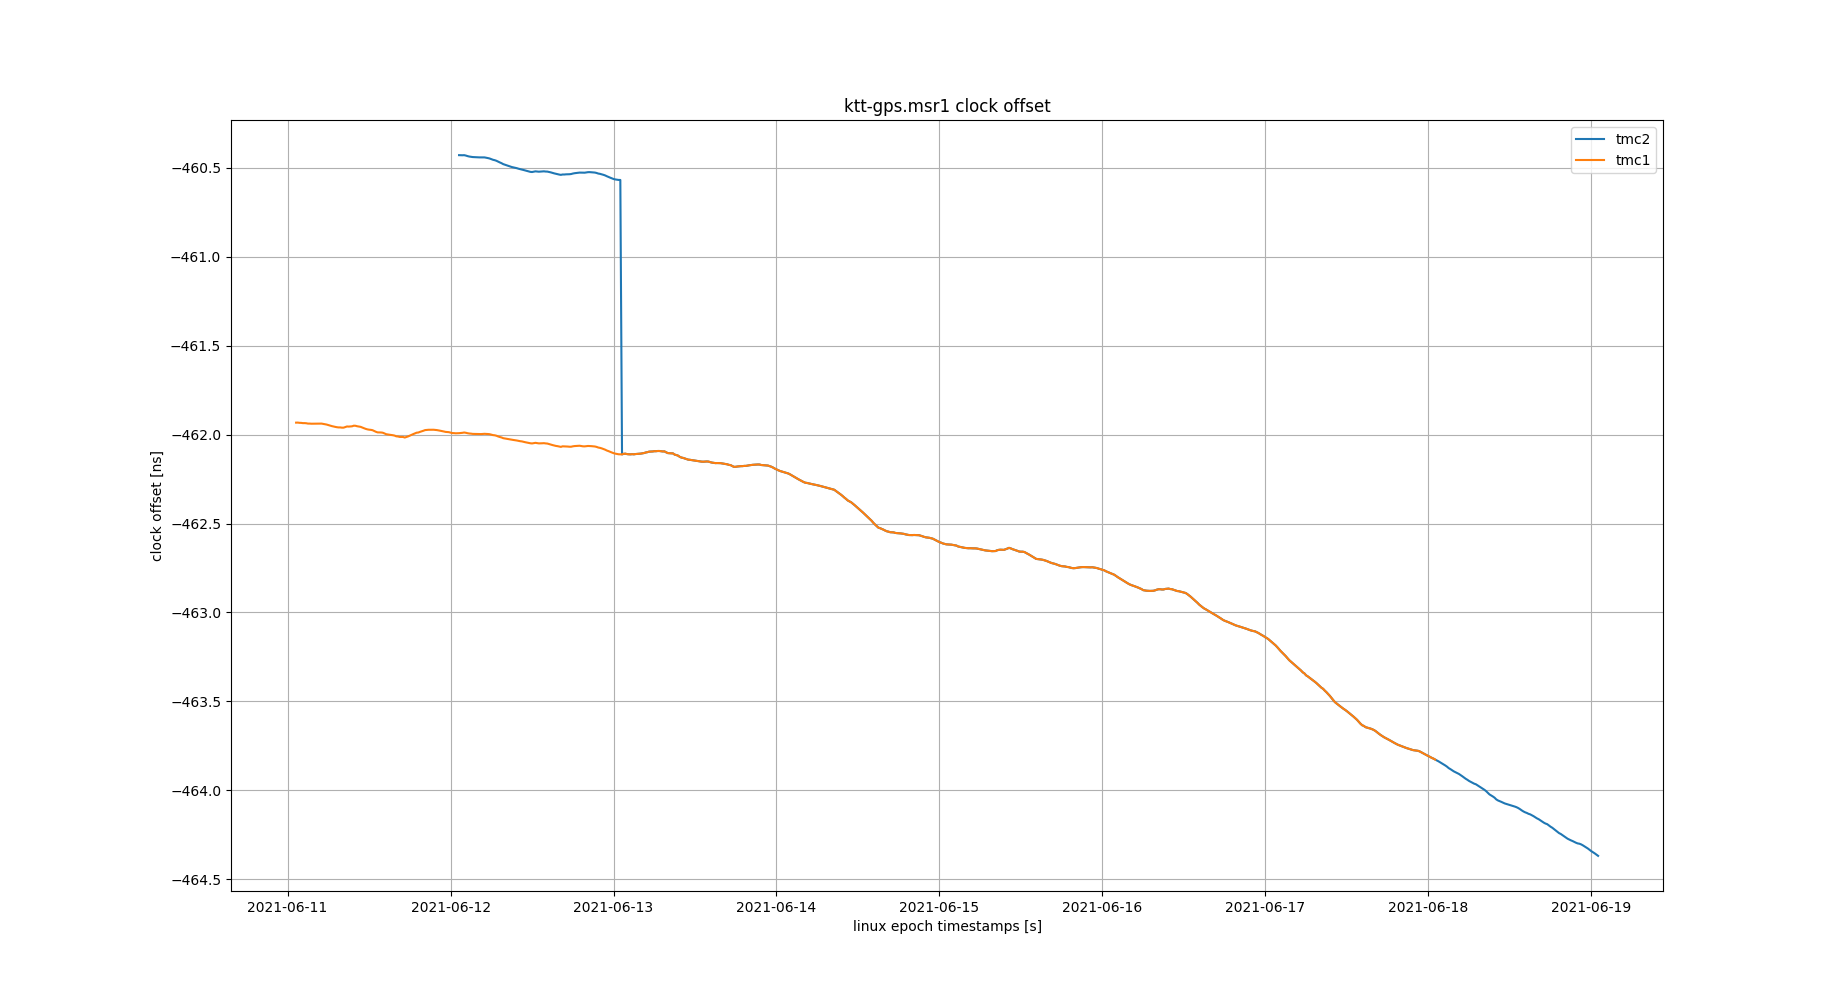 ktt-gps.msr1 clock offset
tmc2
tmc1
clock offset [ns]
−460.5
−461.0
−461.5
−462.0
−462.5
−463.0
−463.5
−464.0
−464.5
2021-06-11 2021-06-12 2021-06-13 2021-06-14 2021-06-15 2021-06-16 2021-06-17 2021-06-18 2021-06-19
linux epoch timestamps [s]